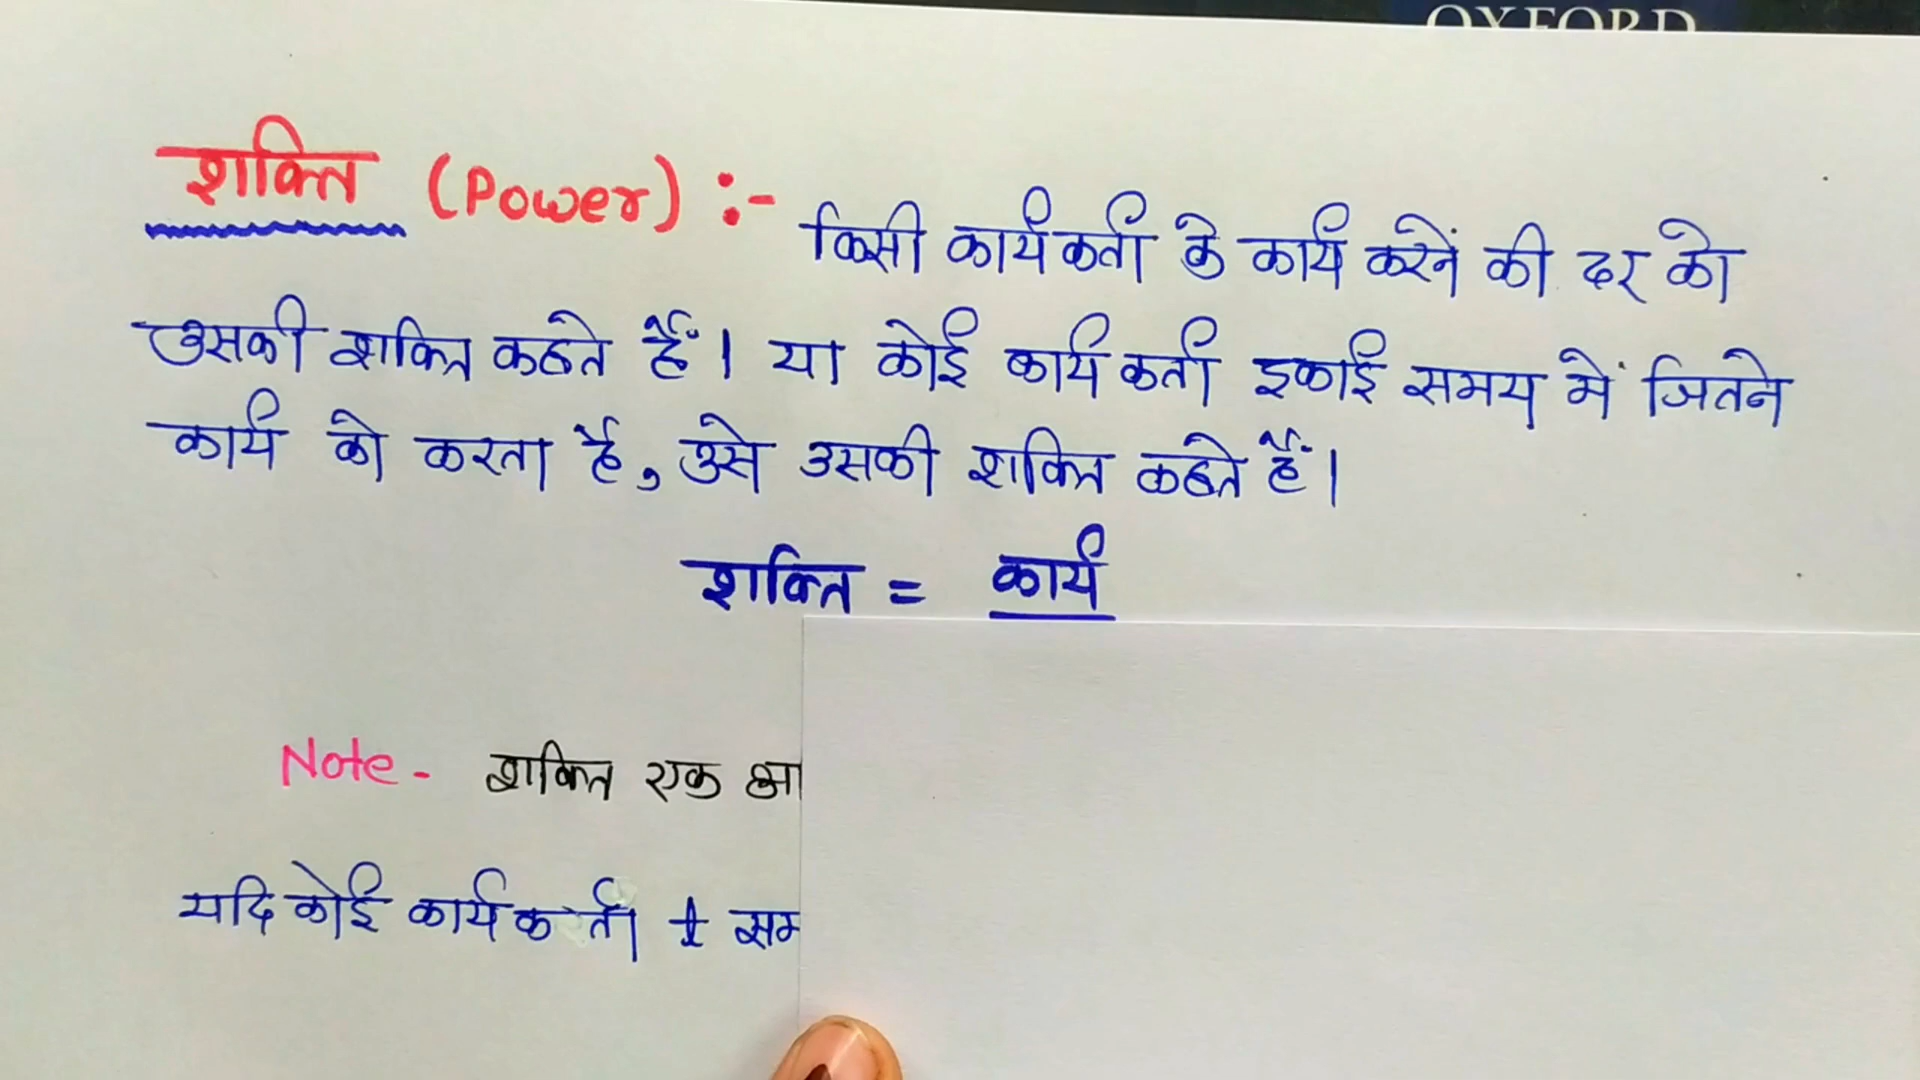 OXFORD
शक्ति (Power) :- किसी कार्यकर्ता के कार्य करनें की दर को
उसकी शक्ति कहते हैं। या कोई कार्यकर्ता इकाई समय में जितने
कार्य को करता है, उसे उसकी शक्ति कहते हैं।
शक्ति = कार्य
Note - शक्ति एक आ
यदि कोई कार्यकर्ता t सम